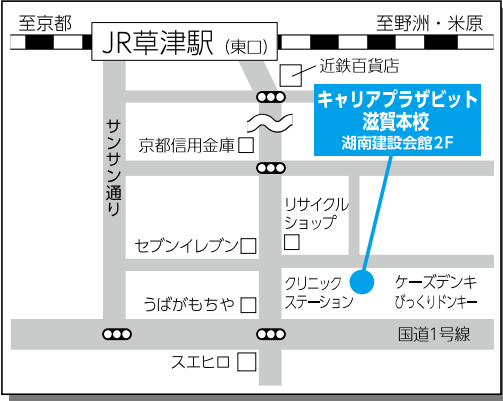 至京都
至野洲・米原
JR草津駅（東口）
近鉄百貨店
キャリアプラザビット
滋賀本校
湖南建設会館2F
サンサン通り
京都信用金庫
リサイクル
ショップ
セブンイレブン
クリニック
ステーション
ケーズデンキ
びっくりドンキー
うばがもちや
国道1号線
スエヒロ